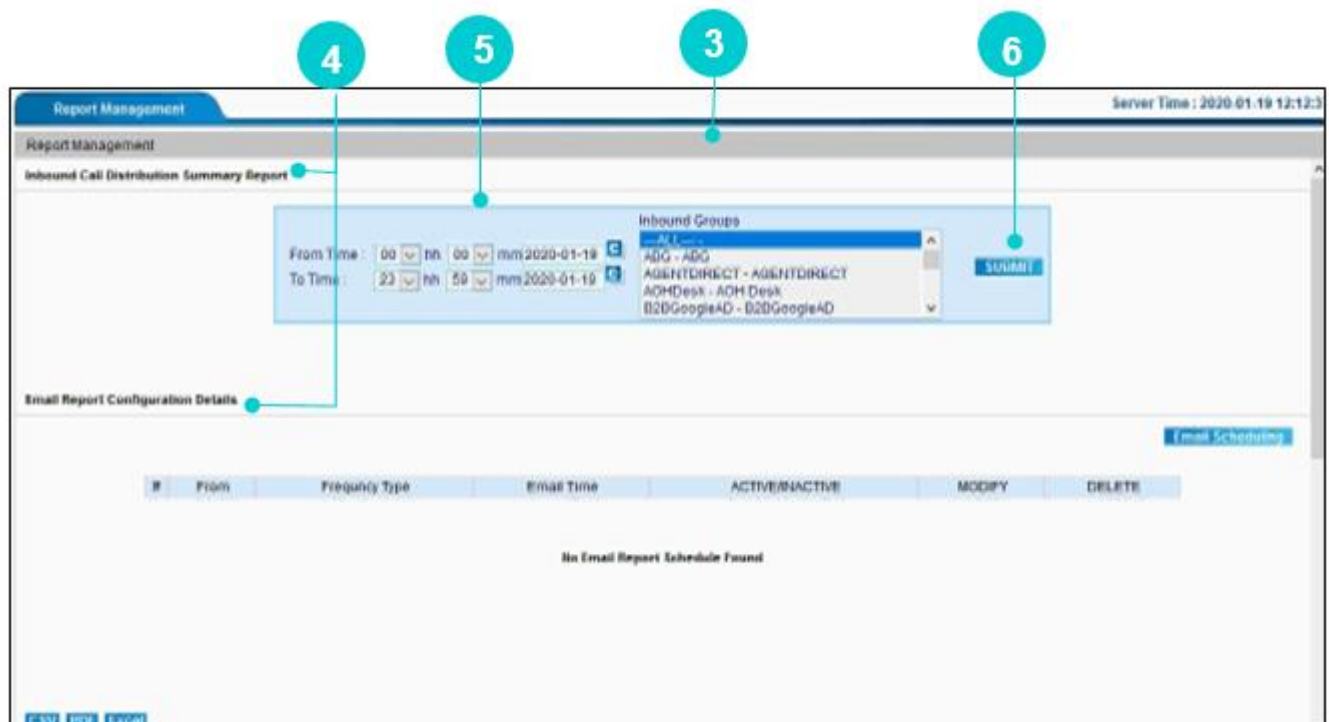 4 5 3 6
Report Management
Server Time : 2020-01-19 12:12:3
Report Management
Inbound Call Distribution Summary Report
Inbound Groups
From Time : 00 hh 00 mm 2020-01-19 C
To Time : 23 hh 59 mm 2020-01-19 C
---ALL---
ABG - ABG
AGENTDIRECT - AGENTDIRECT
AOHDesk - AOH Desk
B2BGoogleAD - B2BGoogleAD
SUBMIT
Email Report Configuration Details
Email Scheduling
# From Frequncy Type Email Time ACTIVE/INACTIVE MODIFY DELETE
No Email Report Schedule Found
CSV PDF Excel